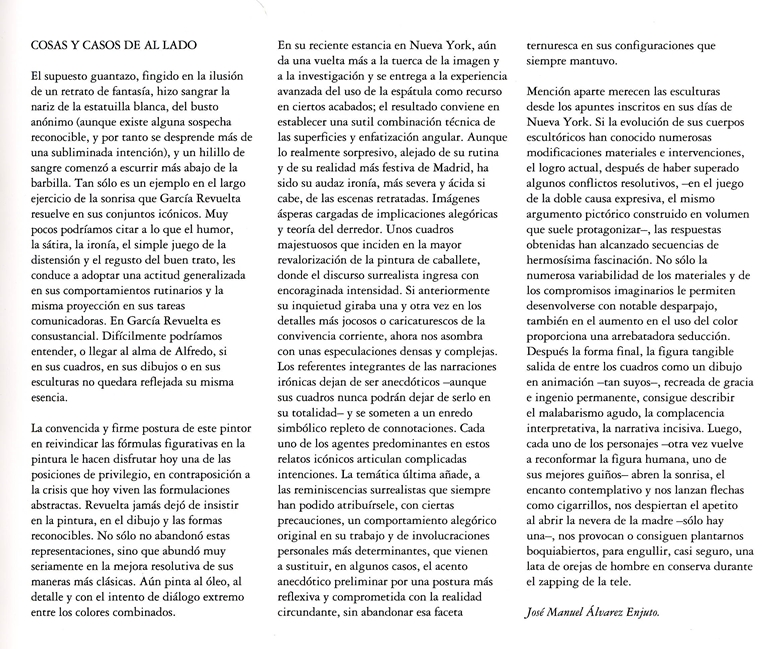 COSAS Y CASOS DE AL LADO
El supuesto guantazo, fingido en la ilusión
de un retrato de fantasía, hizo sangrar la
nariz de la estatuilla blanca, del busto
anónimo (aunque existe alguna sospecha
reconocible, y por tanto se desprende más de
una subliminada intención), y un hilillo de
sangre comenzó a escurrir más abajo de la
barbilla. Tan sólo es un ejemplo en el largo
ejercicio de la sonrisa que García Revuelta
resuelve en sus conjuntos icónicos. Muy
pocos podríamos citar a lo que el humor,
la sátira, la ironía, el simple juego de la
distensión y el regusto del buen trato, les
conduce a adoptar una actitud generalizada
en sus comportamientos rutinarios y la
misma proyección en sus tareas
comunicadoras. En García Revuelta es
consustancial. Difícilmente podríamos
entender, o llegar al alma de Alfredo, si
en sus cuadros, en sus dibujos o en sus
esculturas no quedara reflejada su misma
esencia.
La convencida y firme postura de este pintor
en reivindicar las fórmulas figurativas en la
pintura le hacen disfrutar hoy una de las
posiciones de privilegio, en contraposición a
la crisis que hoy viven las formulaciones
abstractas. Revuelta jamás dejó de insistir
en la pintura, en el dibujo y las formas
reconocibles. No sólo no abandonó estas
representaciones, sino que abundó muy
seriamente en la mejora resolutiva de sus
maneras más clásicas. Aún pinta al óleo, al
detalle y con el intento de diálogo extremo
entre los colores combinados.
En su reciente estancia en Nueva York, aún
da una vuelta más a la tuerca de la imagen y
a la investigación y se entrega a la experiencia
avanzada del uso de la espátula como recurso
en ciertos acabados; el resultado conviene en
establecer una sutil combinación técnica de
las superficies y enfatización angular. Aunque
lo realmente sorpresivo, alejado de su rutina
y de su realidad más festiva de Madrid, ha
sido su audaz ironía, más severa y ácida si
cabe, de las escenas retratadas. Imágenes
ásperas cargadas de implicaciones alegóricas
y teoría del derredor. Unos cuadros
majestuosos que inciden en la mayor
revalorización de la pintura de caballete,
donde el discurso surrealista ingresa con
encoraginada intensidad. Si anteriormente
su inquietud giraba una y otra vez en los
detalles más jocosos o caricaturescos de la
convivencia corriente, ahora nos asombra
con unas especulaciones densas y complejas.
Los referentes integrantes de las narraciones
irónicas dejan de ser anecdóticos –aunque
sus cuadros nunca podrán dejar de serlo en
su totalidad– y se someten a un enredo
simbólico repleto de connotaciones. Cada
uno de los agentes predominantes en estos
relatos icónicos articulan complicadas
intenciones. La temática última añade, a
las reminiscencias surrealistas que siempre
han podido atribuírsele, con ciertas
precauciones, un comportamiento alegórico
original en su trabajo y de involucraciones
personales más determinantes, que vienen
a sustituir, en algunos casos, el acento
anecdótico preliminar por una postura más
reflexiva y comprometida con la realidad
circundante, sin abandonar esa faceta
ternuresca en sus configuraciones que
siempre mantuvo.
Mención aparte merecen las esculturas
desde los apuntes inscritos en sus días de
Nueva York. Si la evolución de sus cuerpos
escultóricos han conocido numerosas
modificaciones materiales e intervenciones,
el logro actual, después de haber superado
algunos conflictos resolutivos, –en el juego
de la doble causa expresiva, el mismo
argumento pictórico construido en volumen
que suele protagonizar–, las respuestas
obtenidas han alcanzado secuencias de
hermosísima fascinación. No sólo la
numerosa variabilidad de los materiales y de
los compromisos imaginarios le permiten
desenvolverse con notable desparpajo,
también en el aumento en el uso del color
proporciona una arrebatadora seducción.
Después la forma final, la figura tangible
salida de entre los cuadros como un dibujo
en animación –tan suyos–, recreada de gracia
e ingenio permanente, consigue describir
el malabarismo agudo, la complacencia
interpretativa, la narrativa incisiva. Luego,
cada uno de los personajes –otra vez vuelve
a reconformar la figura humana, uno de
sus mejores guiños– abren la sonrisa, el
encanto contemplativo y nos lanzan flechas
como cigarrillos, nos despiertan el apetito
al abrir la nevera de la madre –sólo hay
una–, nos provocan o consiguen plantarnos
boquiabiertos, para engullir, casi seguro, una
lata de orejas de hombre en conserva durante
el zapping de la tele.
José Manuel Álvarez Enjuto.